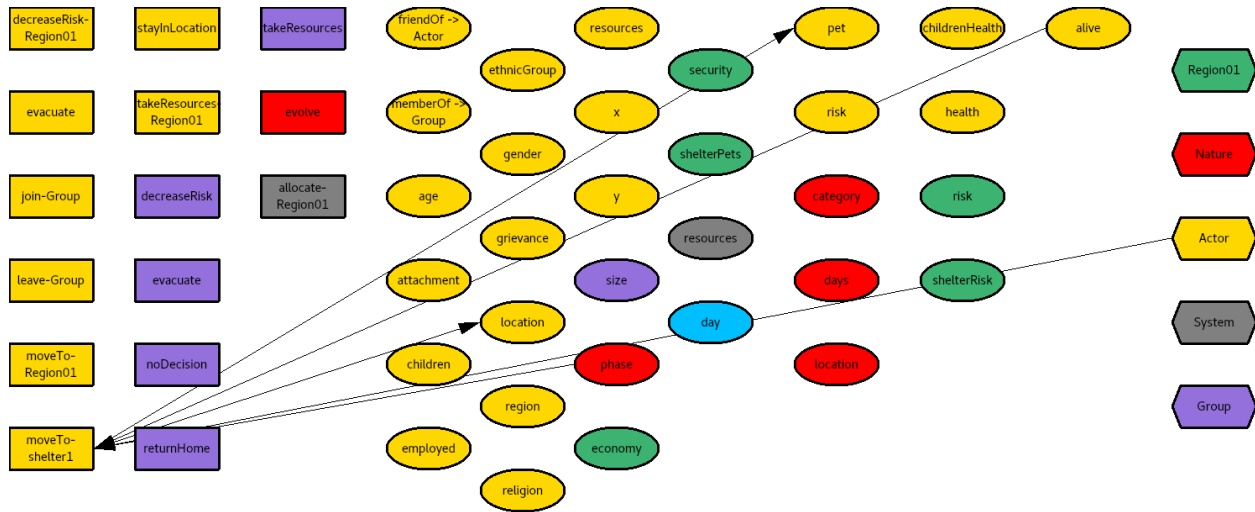 decreaseRisk-
Region01
stayInLocation
takeResources
friendOf ->
Actor
resources
pet
childrenHealth
alive
ethnicGroup
security
Region01
evacuate
takeResources-
Region01
evolve
memberOf ->
Group
x
risk
health
gender
shelterPets
Nature
join-Group
decreaseRisk
allocate-
Region01
age
y
category
risk
grievance
resources
Actor
leave-Group
evacuate
attachment
size
days
shelterRisk
location
day
System
moveTo-
Region01
noDecision
children
phase
location
region
Group
moveTo-
shelter1
returnHome
employed
economy
religion